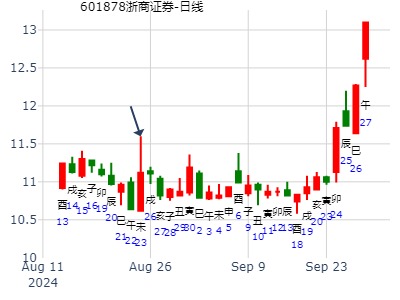 601878浙商证券-日线
13
12.5
12
11.5
11
10.5
10
酉 戌 亥 子 卯 辰 巳 午 未 戌 亥 子 丑 寅 巳 午 未 申 酉 子 丑 寅 卯 辰 酉 戌 亥 寅 卯 辰 巳 午
13 14 15 16 19 20 21 22 23 26 27 28 29 30 2 3 4 5 6 9 10 11 12 13 18 19 20 23 24 25 26 27
Aug 11 Aug 26 Sep 9 Sep 23
2024